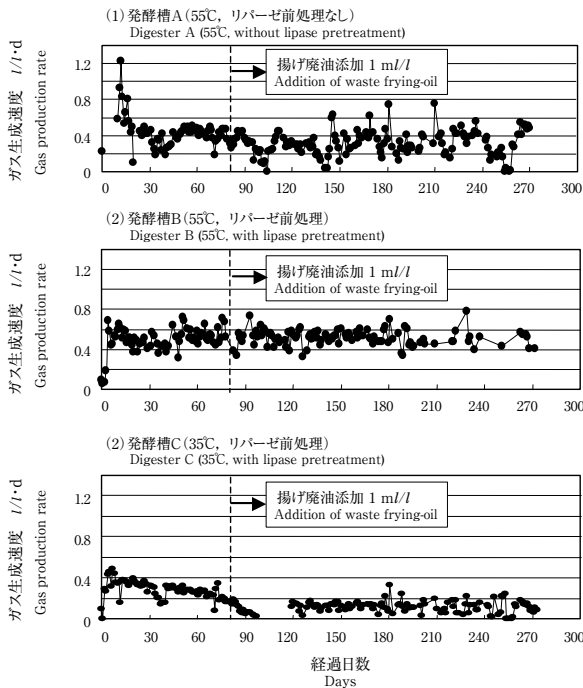 (1) 発酵槽A(55℃, リパーゼ前処理なし)
Digester A (55℃, without lipase pretreatment)
ガス生成速度 l/l・d
Gas production rate
1.2
0.8
0.4
0
揚げ廃油添加 1 ml/l
Addition of waste frying-oil
0 30 60 90 120 150 180 210 240 270 300
(2) 発酵槽B(55℃, リパーゼ前処理)
Digester B (55℃, with lipase pretreatment)
ガス生成速度 l/l・d
Gas production rate
1.2
0.8
0.4
0
揚げ廃油添加 1 ml/l
Addition of waste frying-oil
0 30 60 90 120 150 180 210 240 270 300
(2) 発酵槽C(35℃, リパーゼ前処理)
Digester C (35℃, with lipase pretreatment)
ガス生成速度 l/l・d
Gas production rate
1.2
0.8
0.4
0
揚げ廃油添加 1 ml/l
Addition of waste frying-oil
0 30 60 90 120 150 180 210 240 270 300
経過日数
Days